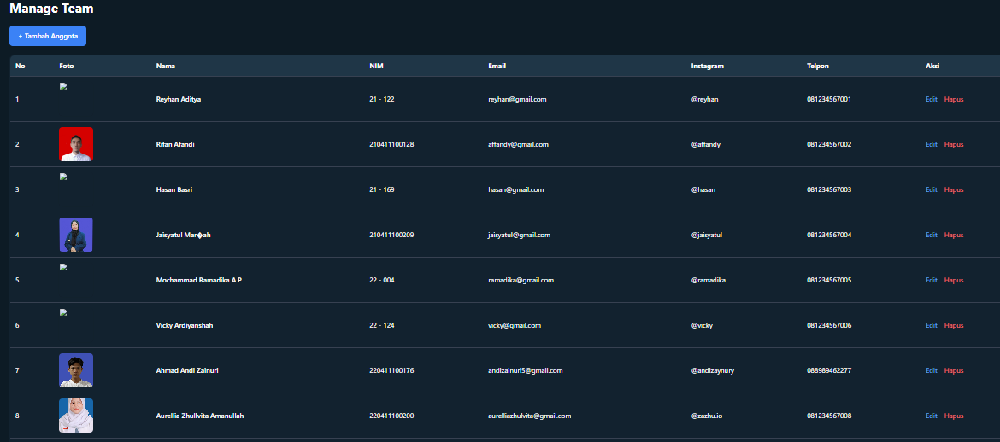 Manage Team
+ Tambah Anggota
No Foto Nama NIM Email Instagram Telpon Aksi
1 Reyhan Aditya 21 - 122 reyhan@gmail.com @reyhan 081234567001 Edit Hapus
2 Rifan Afandi 210411100128 affandy@gmail.com @affandy 081234567002 Edit Hapus
3 Hasan Basri 21 - 169 hasan@gmail.com @hasan 081234567003 Edit Hapus
4 Jaisyatul Mar�ah 210411100209 jaisyatul@gmail.com @jaisyatul 081234567004 Edit Hapus
5 Mochammad Ramadika A.P 22 - 004 ramadika@gmail.com @ramadika 081234567005 Edit Hapus
6 Vicky Ardiyanshah 22 - 124 vicky@gmail.com @vicky 081234567006 Edit Hapus
7 Ahmad Andi Zainuri 220411100176 andizainuri5@gmail.com @andizaynury 088989462277 Edit Hapus
8 Aurellia Zhullvita Amanullah 220411100200 aurelliazhulvita@gmail.com @zazhu.io 081234567008 Edit Hapus